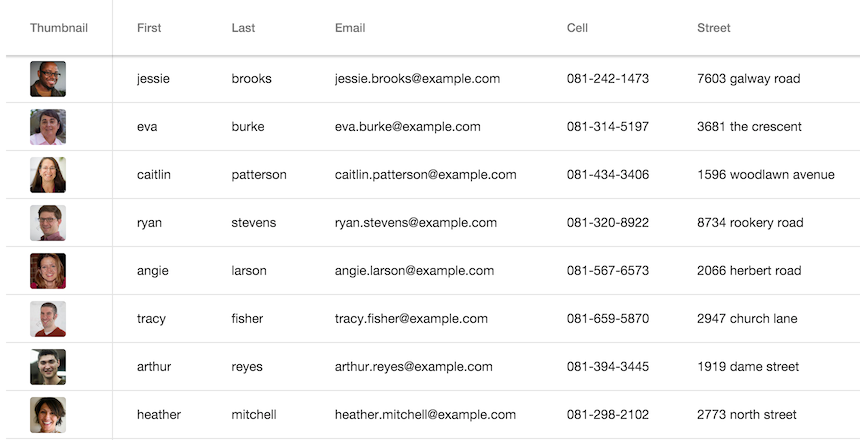 Thumbnail First Last Email Cell Street
jessie brooks jessie.brooks@example.com 081-242-1473 7603 galway road
eva burke eva.burke@example.com 081-314-5197 3681 the crescent
caitlin patterson caitlin.patterson@example.com 081-434-3406 1596 woodlawn avenue
ryan stevens ryan.stevens@example.com 081-320-8922 8734 rookery road
angie larson angie.larson@example.com 081-567-6573 2066 herbert road
tracy fisher tracy.fisher@example.com 081-659-5870 2947 church lane
arthur reyes arthur.reyes@example.com 081-394-3445 1919 dame street
heather mitchell heather.mitchell@example.com 081-298-2102 2773 north street